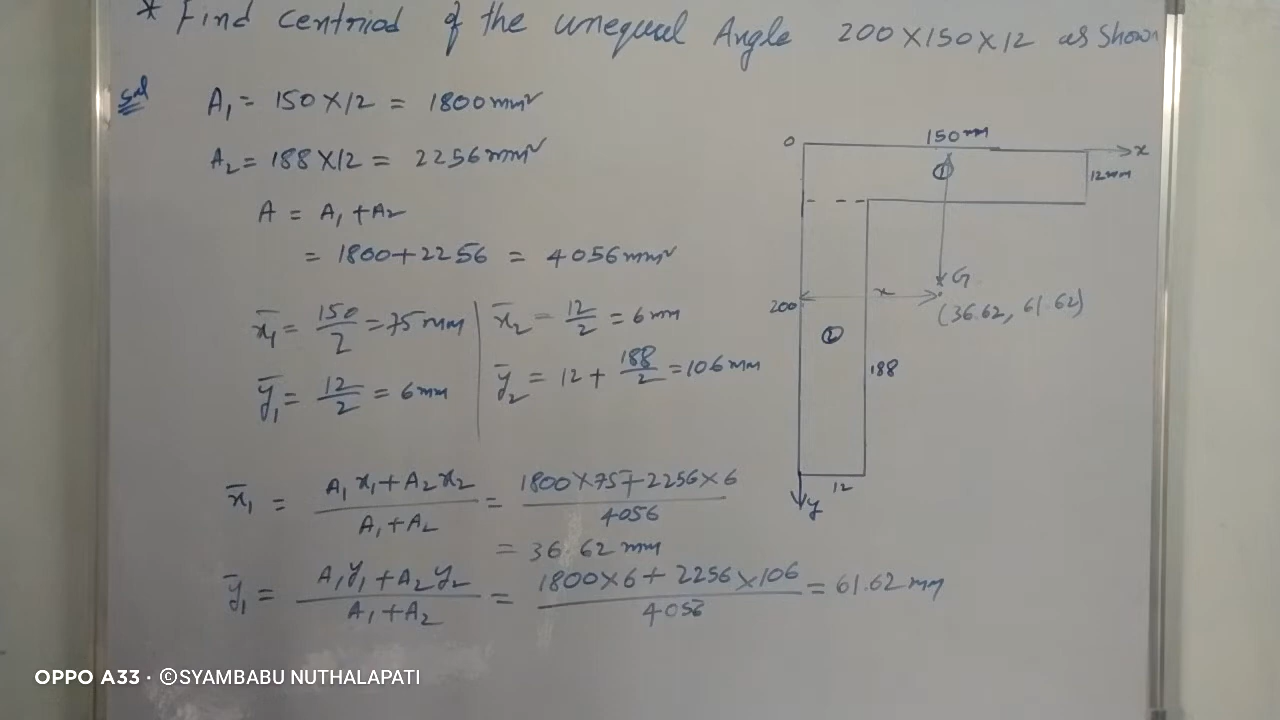 * Find centriod of the unequal Angle 200 X 150 X 12 as shown
Sol
A₁ = 150 X 12 = 1800 mm²
A₂ = 188 X 12 = 2256 mm²
A = A₁ + A₂
= 1800 + 2256 = 4056 mm²
x̄₁ = 150/2 = 75 mm
ȳ₁ = 12/2 = 6 mm
x̄₂ = 12/2 = 6 mm
ȳ₂ = 12 + 188/2 = 106 mm
x̄₁ = A₁x₁ + A₂x₂ / A₁ + A₂ = 1800 X 75 + 2256 x 6 / 4056
= 36.62 mm
ȳ₁ = A₁y₁ + A₂y₂ / A₁ + A₂ = 1800 X 6 + 2256 x 106 / 4056 = 61.62 mm
0
150 mm
x
①
12 mm
200
x
G
(36.62, 61.62)
②
188
12
y
OPPO A33 · ©SYAMBABU NUTHALAPATI